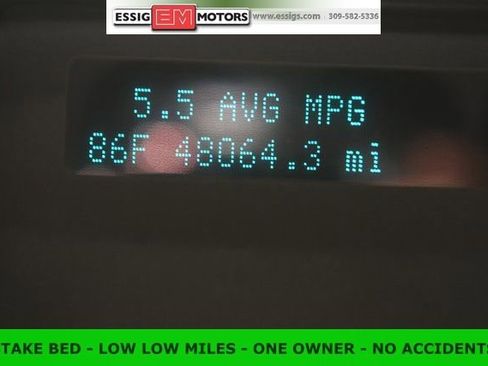 ESSIG EM MOTORS www.essigs.com 309-582-5336
5.5 AVG MPG
86F 48064.3 mi
TAKE BED - LOW LOW MILES - ONE OWNER - NO ACCIDENTS